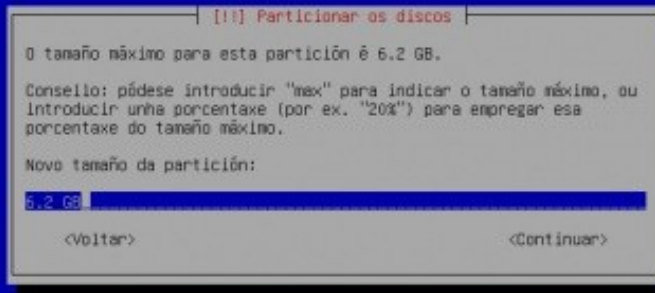 [!!] Particionar os discos
O tamaño máximo para esta partición é 6.2 GB.
Consello: pódese introducir "max" para indicar o tamaño máximo, ou
introducir unha porcentaxe (por ex. "20%") para empregar esa
porcentaxe do tamaño máximo.
Novo tamaño da partición:
6.2 GB
<Voltar> <Continuar>